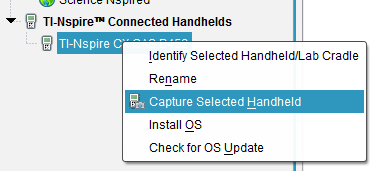 Science Nspired
TI-Nspire™ Connected Handhelds
TI-Nspire
Identify Selected Handheld/Lab Cradle
Rename
Capture Selected Handheld
Install OS
Check for OS Update